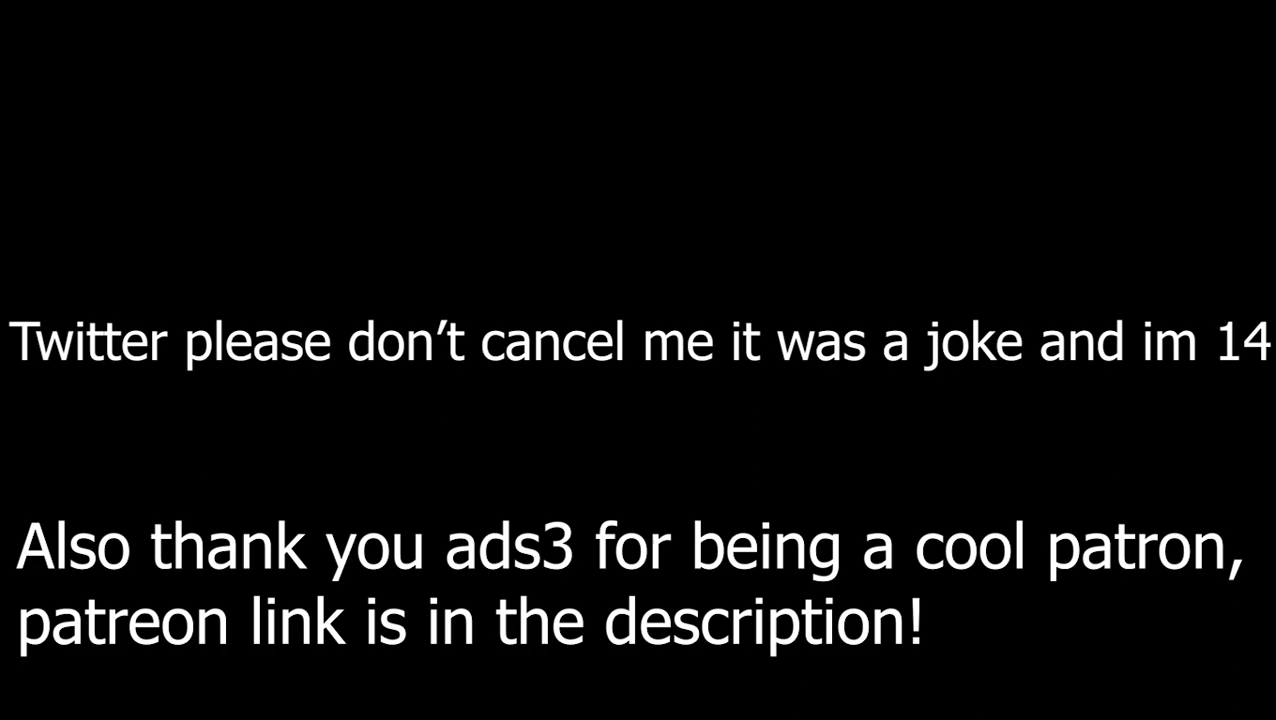 Twitter please don’t cancel me it was a joke and im 14
Also thank you ads3 for being a cool patron,
patreon link is in the description!